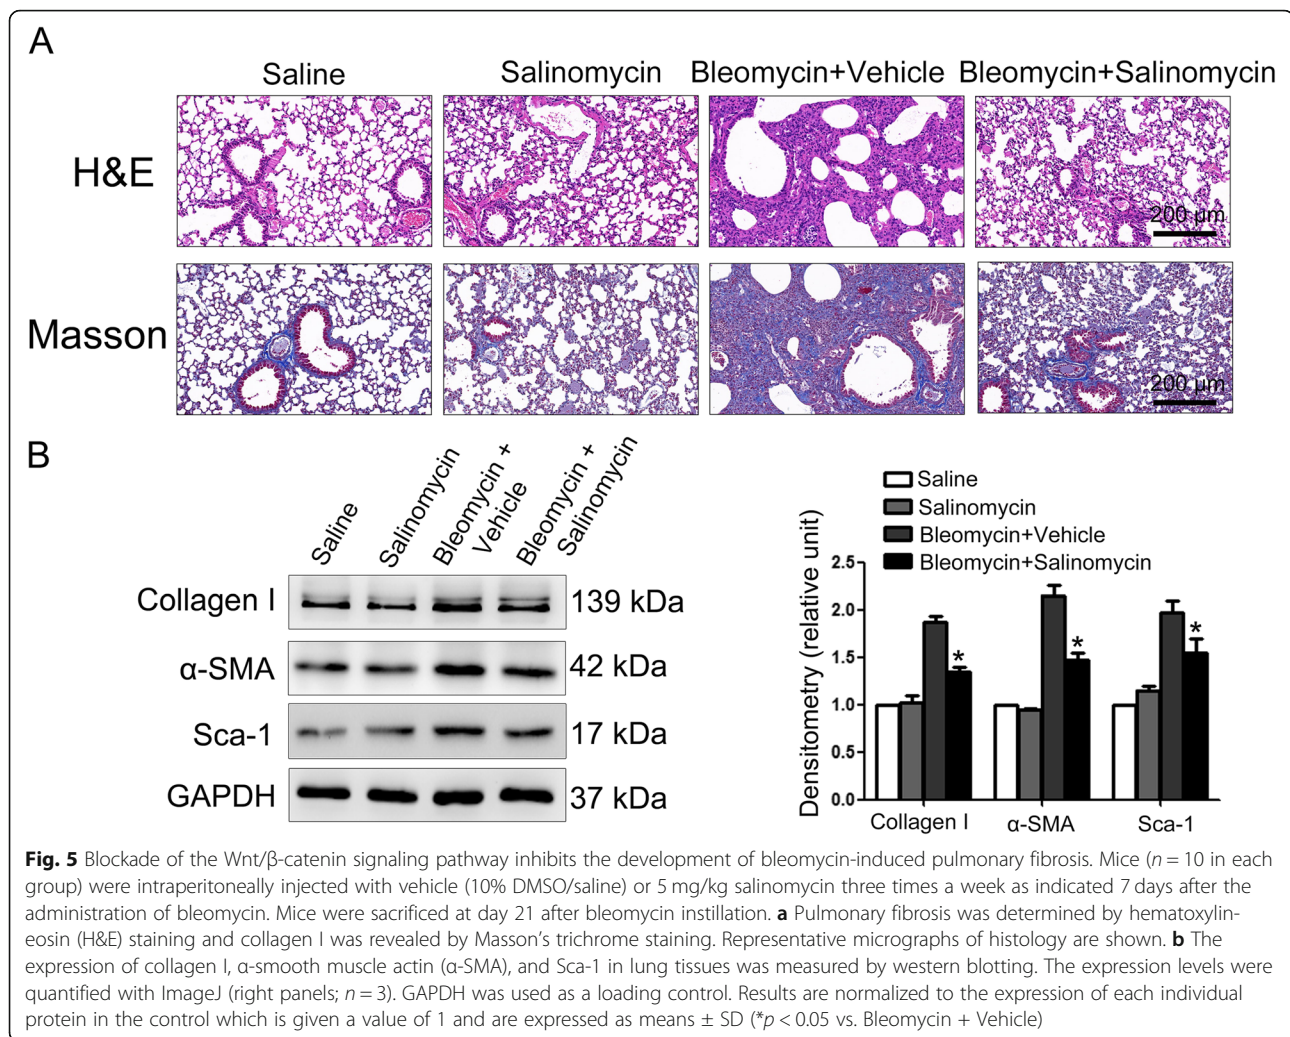 A
Saline
Salinomycin
Bleomycin+Vehicle
Bleomycin+Salinomycin
H&E
200 μm
Masson
200 μm
B
Saline
Salinomycin
Bleomycin +
Vehicle
Bleomycin +
Salinomycin
Collagen I
139 kDa
α-SMA
42 kDa
Sca-1
17 kDa
GAPDH
37 kDa
Saline
Salinomycin
Bleomycin+Vehicle
Bleomycin+Salinomycin
Densitometry (relative unit)
2.5
2.0
1.5
1.0
0.5
0.0
*
*
*
Collagen I
α-SMA
Sca-1
Fig. 5 Blockade of the Wnt/β-catenin signaling pathway inhibits the development of bleomycin-induced pulmonary fibrosis. Mice (n = 10 in each
group) were intraperitoneally injected with vehicle (10% DMSO/saline) or 5 mg/kg salinomycin three times a week as indicated 7 days after the
administration of bleomycin. Mice were sacrificed at day 21 after bleomycin instillation. a Pulmonary fibrosis was determined by hematoxylin-
eosin (H&E) staining and collagen I was revealed by Masson's trichrome staining. Representative micrographs of histology are shown. b The
expression of collagen I, α-smooth muscle actin (α-SMA), and Sca-1 in lung tissues was measured by western blotting. The expression levels were
quantified with ImageJ (right panels; n = 3). GAPDH was used as a loading control. Results are normalized to the expression of each individual
protein in the control which is given a value of 1 and are expressed as means ± SD (*p < 0.05 vs. Bleomycin + Vehicle)